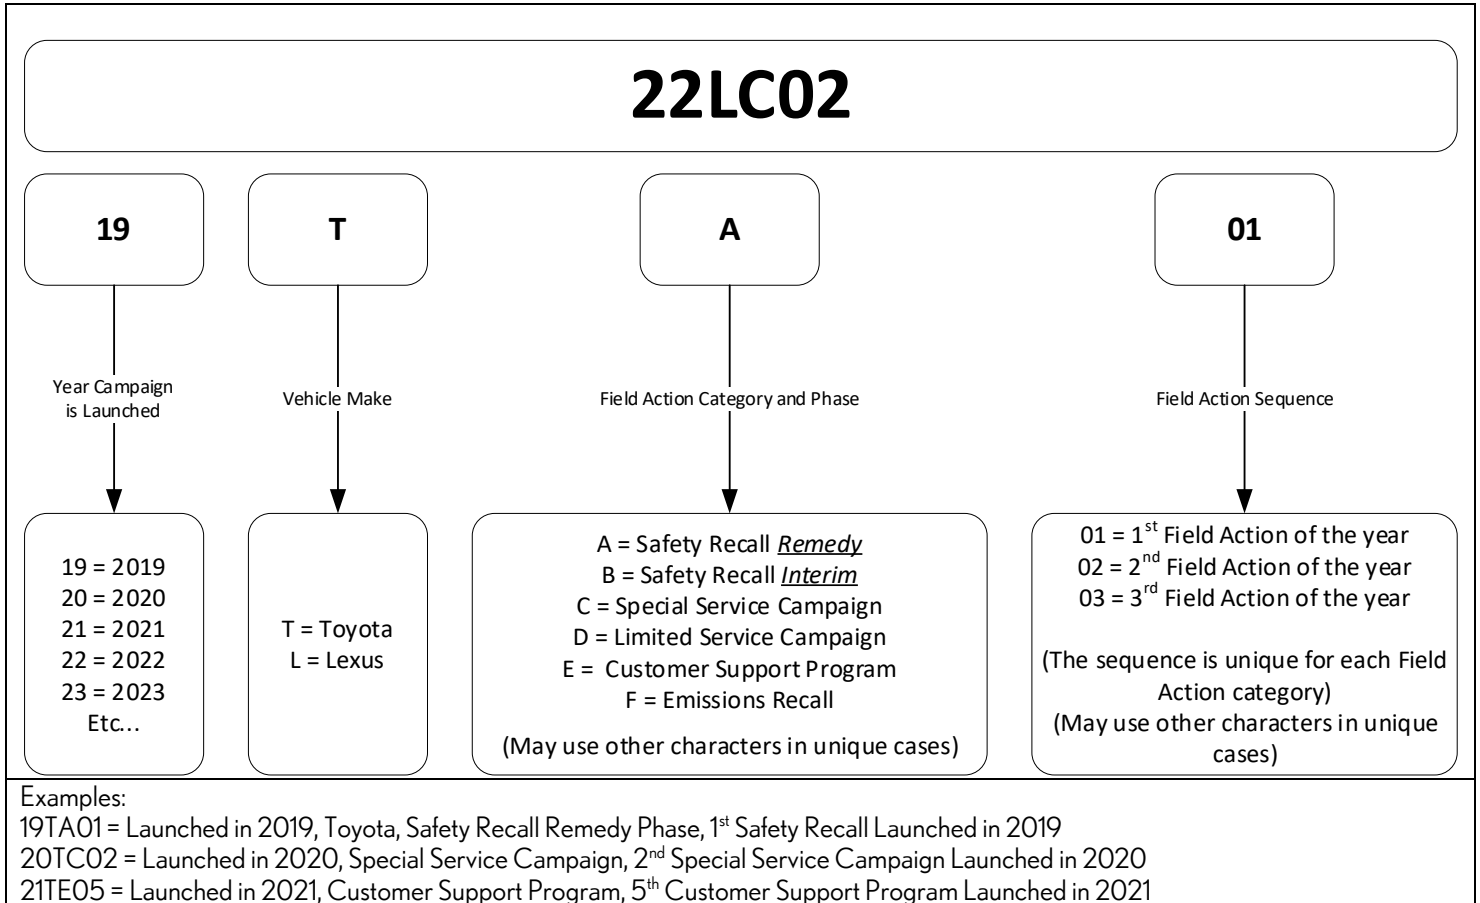 22LC02
19
T
A
01
Year Campaign
is Launched
Vehicle Make
Field Action Category and Phase
Field Action Sequence
19 = 2019
20 = 2020
21 = 2021
22 = 2022
23 = 2023
Etc...
T = Toyota
L = Lexus
A = Safety Recall Remedy
B = Safety Recall Interim
C = Special Service Campaign
D = Limited Service Campaign
E = Customer Support Program
F = Emissions Recall
(May use other characters in unique cases)
01 = 1st Field Action of the year
02 = 2nd Field Action of the year
03 = 3rd Field Action of the year
(The sequence is unique for each Field
Action category)
(May use other characters in unique
cases)
Examples:
19TA01 = Launched in 2019, Toyota, Safety Recall Remedy Phase, 1st Safety Recall Launched in 2019
20TC02 = Launched in 2020, Special Service Campaign, 2nd Special Service Campaign Launched in 2020
21TE05 = Launched in 2021, Customer Support Program, 5th Customer Support Program Launched in 2021